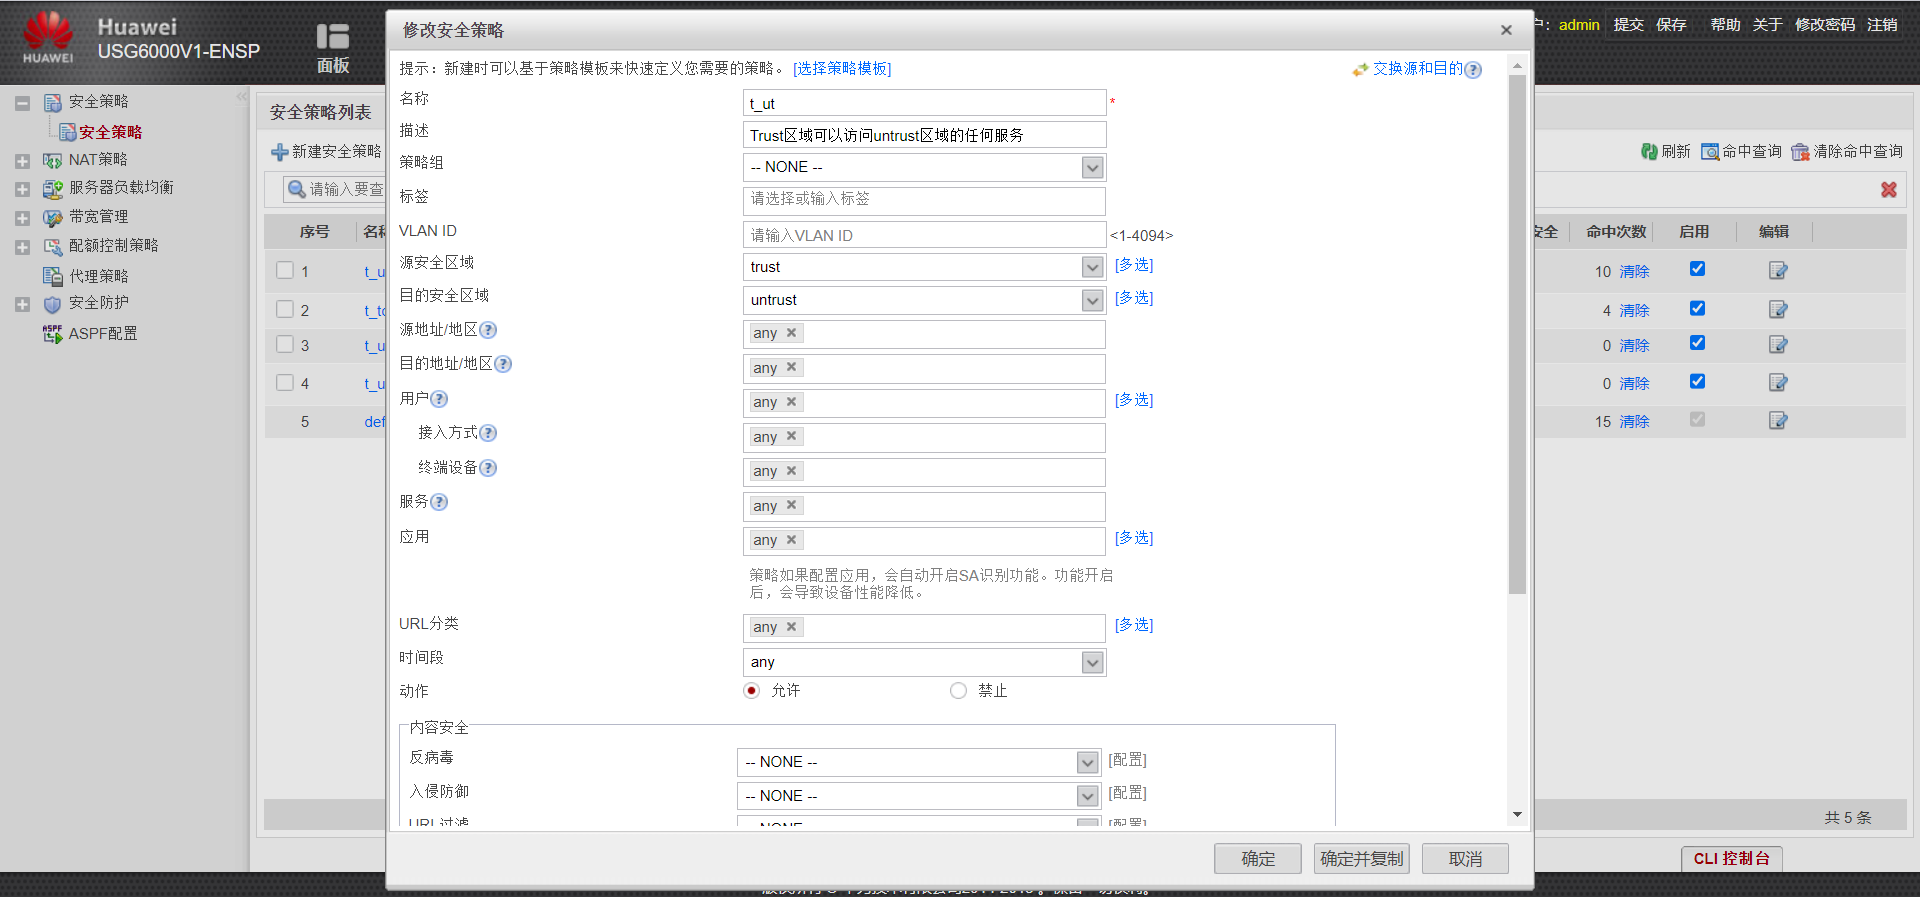 HUAWEI
Huawei
USG6000V1-ENSP
面板
admin 提交 保存 帮助 关于 修改密码 注销
安全策略
安全策略
NAT策略
服务器负载均衡
带宽管理
配额控制策略
代理策略
安全防护
ASPF配置
安全策略列表
新建安全策略
请输入要查
序号 名称
1 t_u
2 t_to
3 t_u
4 t_u
5 def
修改安全策略
提示：新建时可以基于策略模板来快速定义您需要的策略。 [选择策略模板]
交换源和目的
名称 t_ut *
描述 Trust区域可以访问untrust区域的任何服务
策略组 -- NONE --
标签 请选择或输入标签
VLAN ID 请输入VLAN ID <1-4094>
源安全区域 trust [多选]
目的安全区域 untrust [多选]
源地址/地区 any
目的地址/地区 any
用户 any [多选]
接入方式 any
终端设备 any
服务 any
应用 any [多选]
策略如果配置应用，会自动开启SA识别功能。功能开启
后，会导致设备性能降低。
URL分类 any [多选]
时间段 any
动作 允许 禁止
内容安全
反病毒 -- NONE -- [配置]
入侵防御 -- NONE -- [配置]
URL过滤 -- NONE -- [配置]
确定 确定并复制 取消
刷新 命中查询 清除命中查询
安全 命中次数 启用 编辑
10 清除
4 清除
0 清除
0 清除
15 清除
共 5 条
CLI 控制台